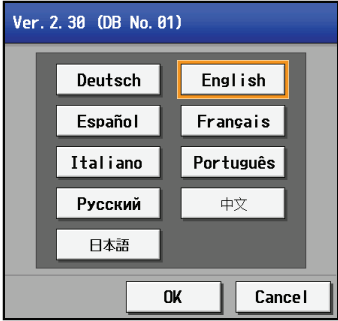 Ver.2.30 (DB No.01)
Deutsch English
Español Français
Italiano Português
Русский 中文
日本語
OK Cancel